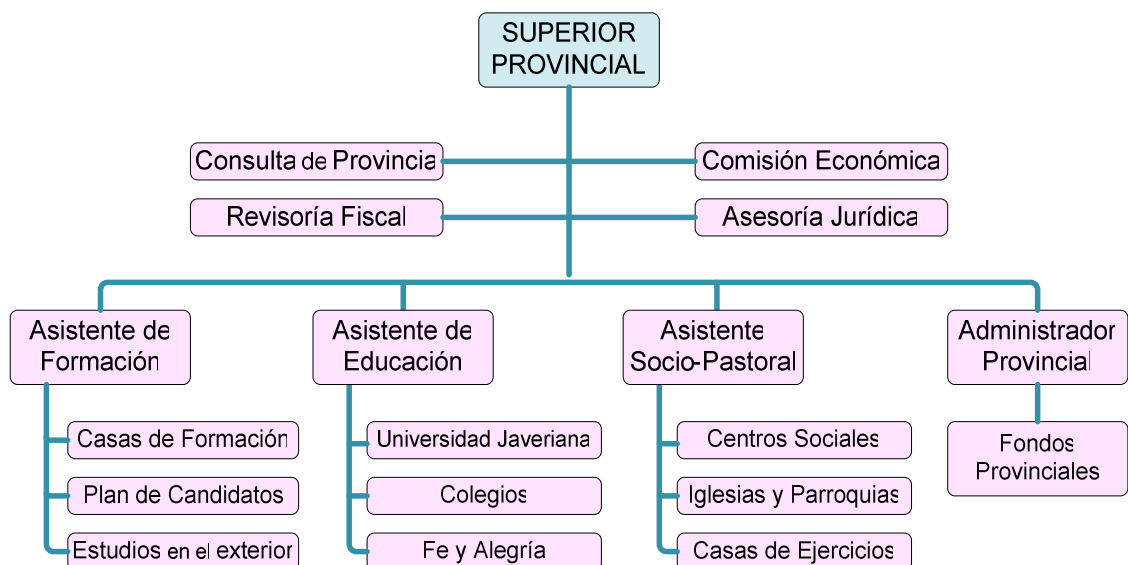 SUPERIOR
PROVINCIAL
Consulta de Provincia
Comisión Económica
Revisoría Fiscal
Asesoría Jurídica
Asistente de
Formación
Asistente de
Educación
Asistente
Socio-Pastoral
Administrador
Provincial
Casas de Formación
Universidad Javeriana
Centros Sociales
Fondos
Provinciales
Plan de Candidatos
Colegios
Iglesias y Parroquias
Estudios en el exterior
Fe y Alegría
Casas de Ejercicios